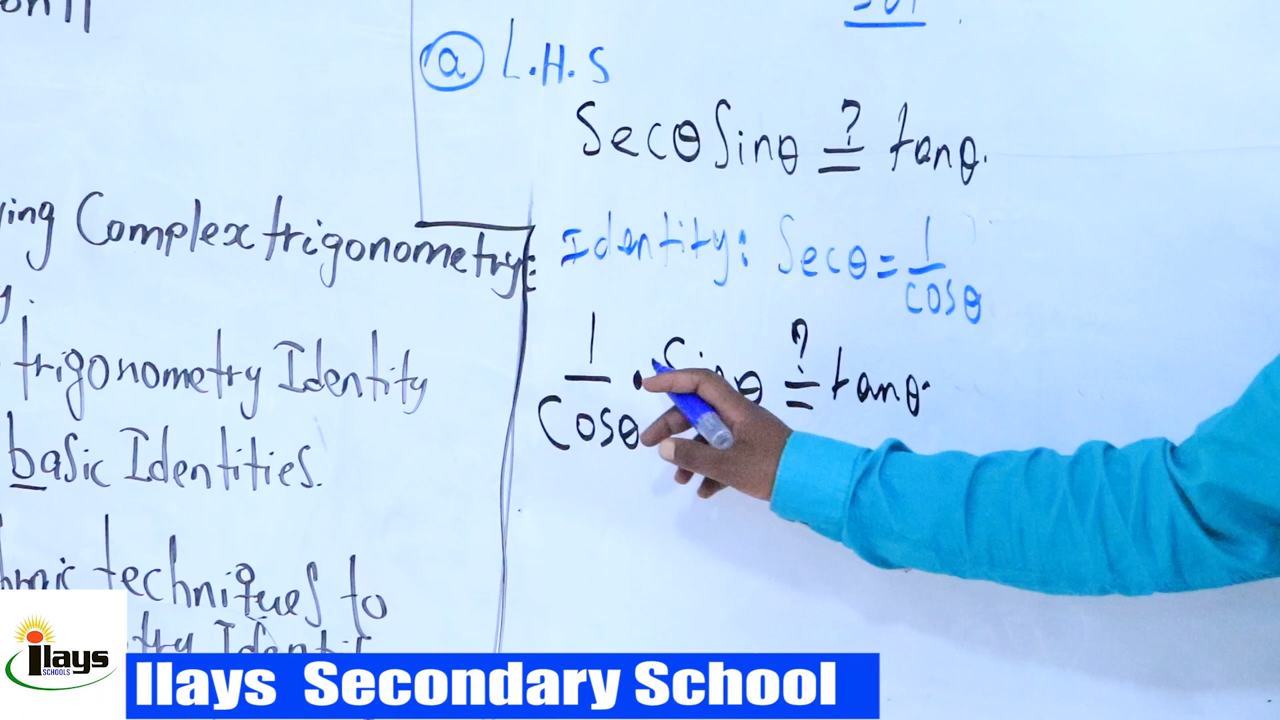 ⓐ L.H.S
Secθ Sinθ ≟ tanθ.
Identity: Secθ = 1/cosθ
1/Cosθ · Sinθ ≟ tanθ.
Complex trigonometry:
trigonometry Identity
basic Identities.
techniques to
ilays
SCHOOLS
Ilays Secondary School